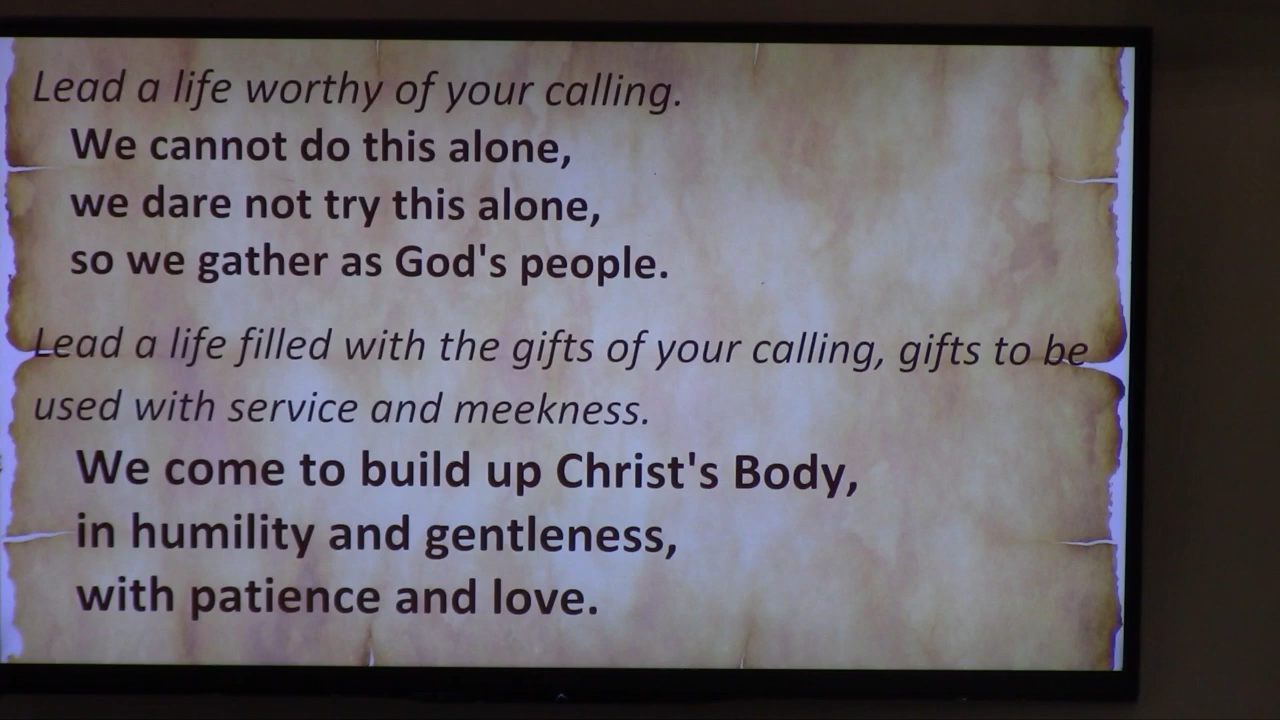 Lead a life worthy of your calling.
We cannot do this alone,
we dare not try this alone,
so we gather as God's people.
Lead a life filled with the gifts of your calling, gifts to be
used with service and meekness.
We come to build up Christ's Body,
in humility and gentleness,
with patience and love.